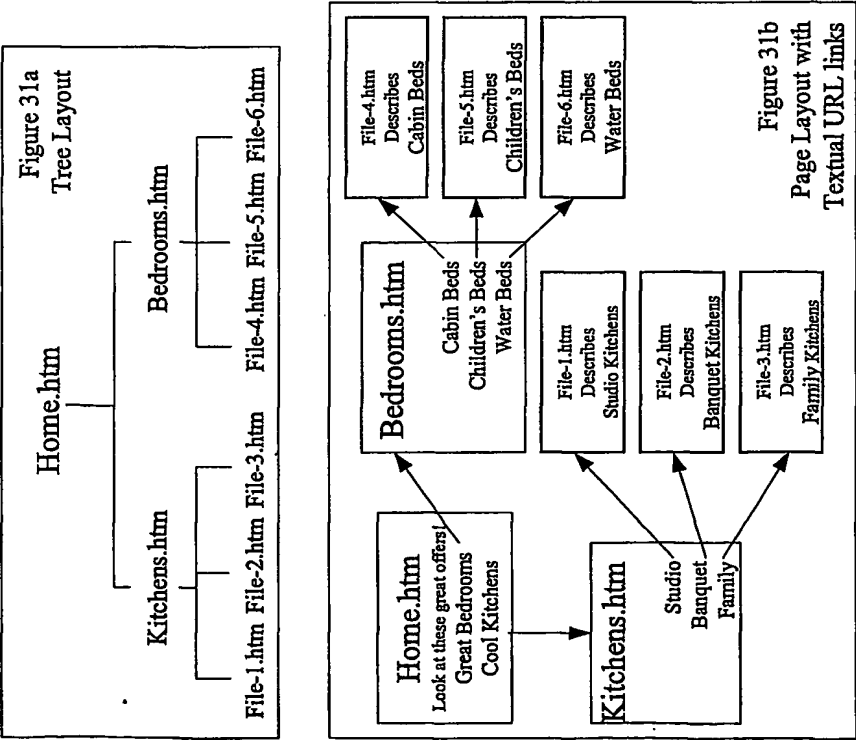 Figure 31a
Tree Layout
Home.htm
Kitchens.htm
Bedrooms.htm
File-1.htm File-2.htm File-3.htm
File-4.htm File-5.htm File-6.htm
Home.htm
Look at these great offers!
Great Bedrooms
Cool Kitchens
Bedrooms.htm
Cabin Beds
Children's Beds
Water Beds
File-4.htm
Describes
Cabin Beds
File-5.htm
Describes
Children's Beds
File-6.htm
Describes
Water Beds
Kitchens.htm
Studio
Banquet
Family
File-1.htm
Describes
Studio Kitchens
File-2.htm
Describes
Banquet Kitchens
File-3.htm
Describes
Family Kitchens
Figure 31b
Page Layout with
Textual URL links